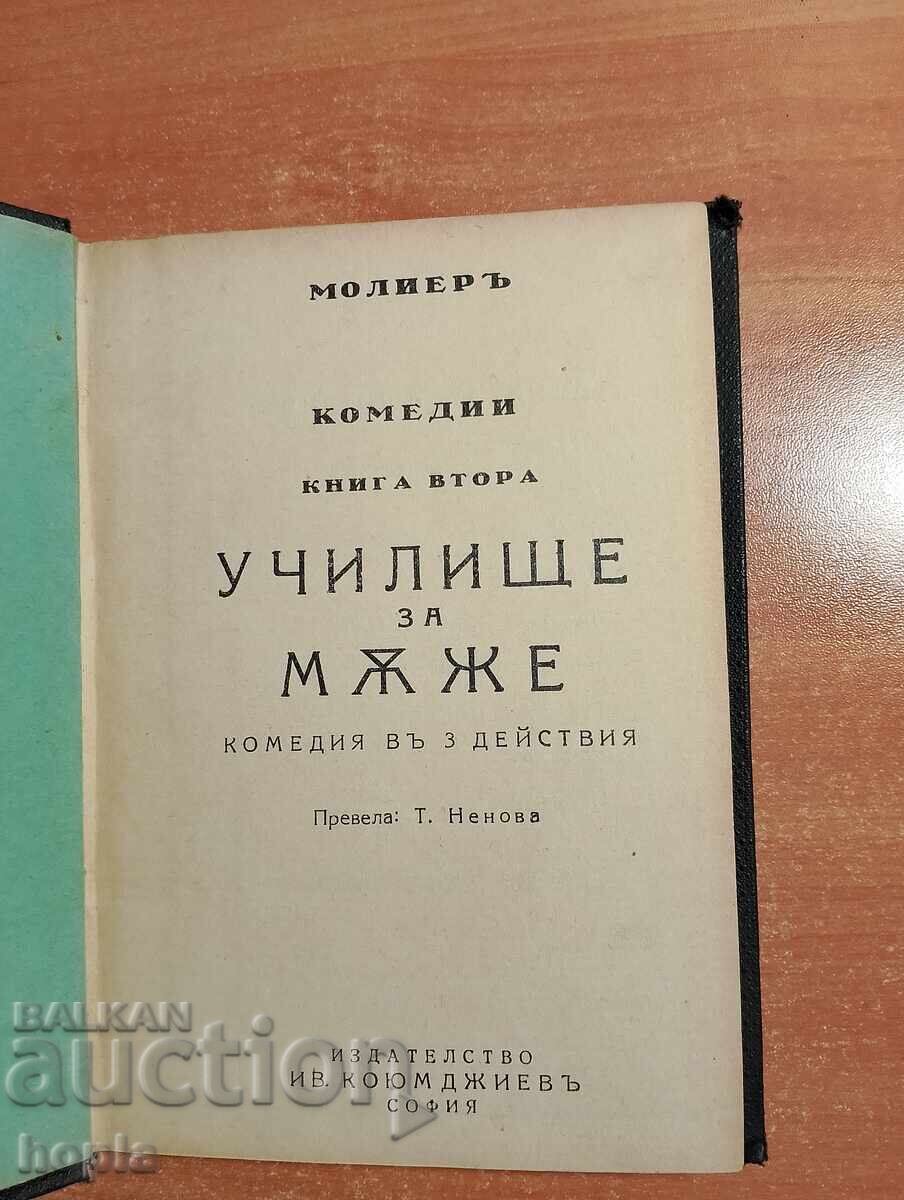 МОЛИЕРЪ
КОМЕДИИ
КНИГА ВТОРА
УЧИЛИЩЕ
ЗА
МѪЖЕ
КОМЕДИЯ ВЪ 3 ДЕЙСТВИЯ
Превела: Т. Ненова
ИЗДАТЕЛСТВО
ИВ. КОЮМДЖИЕВЪ
СОФИЯ
BALKAN
auction
hopla